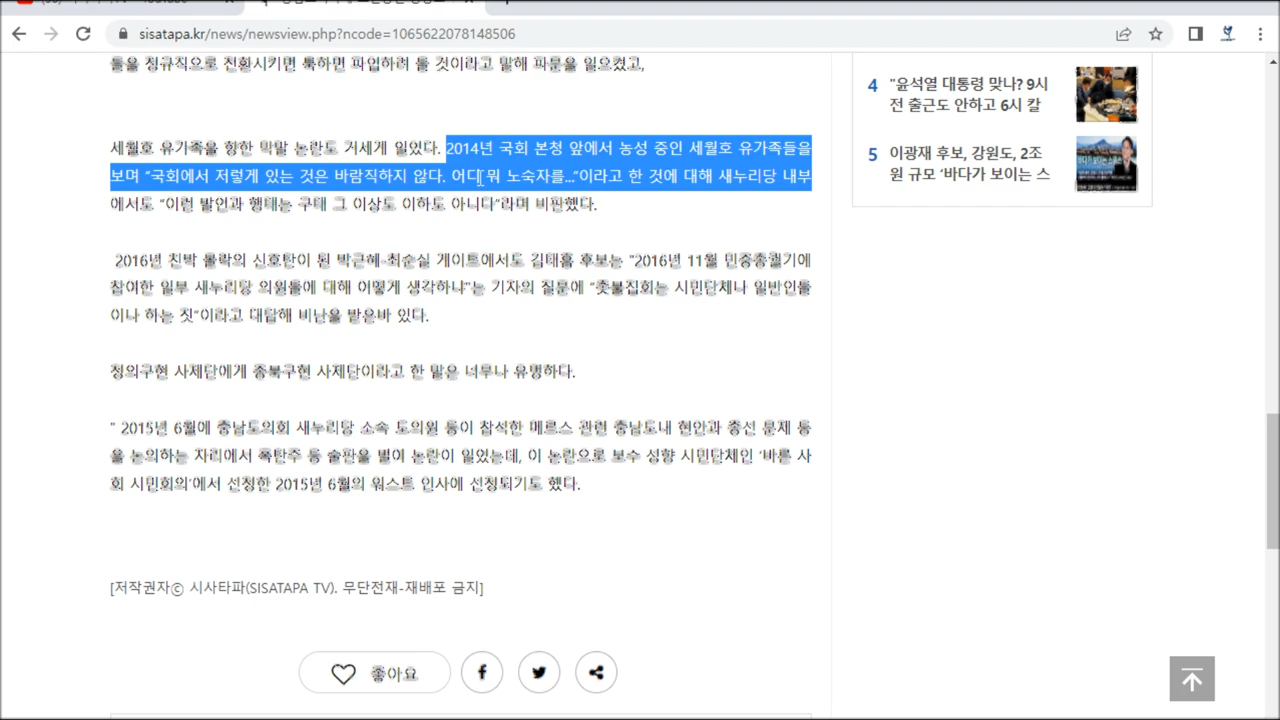 sisatapa.kr/news/newsview.php?ncode=1065622078148506
들을 정규직으로 전환시키면 툭하면 파업하려 들 것이라고 말해 파문을 일으켰고,
세월호 유가족을 향한 막말 논란도 거세게 일었다. 2014년 국회 본청 앞에서 농성 중인 세월호 유가족들을
보며 “국회에서 저렇게 있는 것은 바람직하지 않다. 어디 뭐 노숙자를...”이라고 한 것에 대해 새누리당 내부
에서도 “이런 발언과 행태는 구태 그 이상도 이하도 아니다”라며 비판했다.
2016년 친박 몰락의 신호탄이 된 박근혜-최순실 게이트에서도 김태흠 후보는 "2016년 11월 민중총궐기에
참여한 일부 새누리당 의원들에 대해 어떻게 생각하냐"는 기자의 질문에 “촛불집회는 시민단체나 일반인들
이나 하는 짓”이라고 대답해 비난을 받은바 있다.
정의구현 사제단에게 종북구현 사제단이라고 한 말은 너무나 유명하다.
" 2015년 6월에 충남도의회 새누리당 소속 도의원 등이 참석한 메르스 관련 충남도내 현안과 총선 문제 등
을 논의하는 자리에서 폭탄주 등 술판을 벌여 논란이 일었는데, 이 논란으로 보수 성향 시민단체인 ‘바른 사
회 시민회의’에서 선정한 2015년 6월의 워스트 인사에 선정되기도 했다.
[저작권자ⓒ 시사타파(SISATAPA TV). 무단전재-재배포 금지]
좋아요
4 "윤석열 대통령 맞나? 9시
전 출근도 안하고 6시 칼
5 이광재 후보, 강원도, 2조
원 규모 ‘바다가 보이는 스